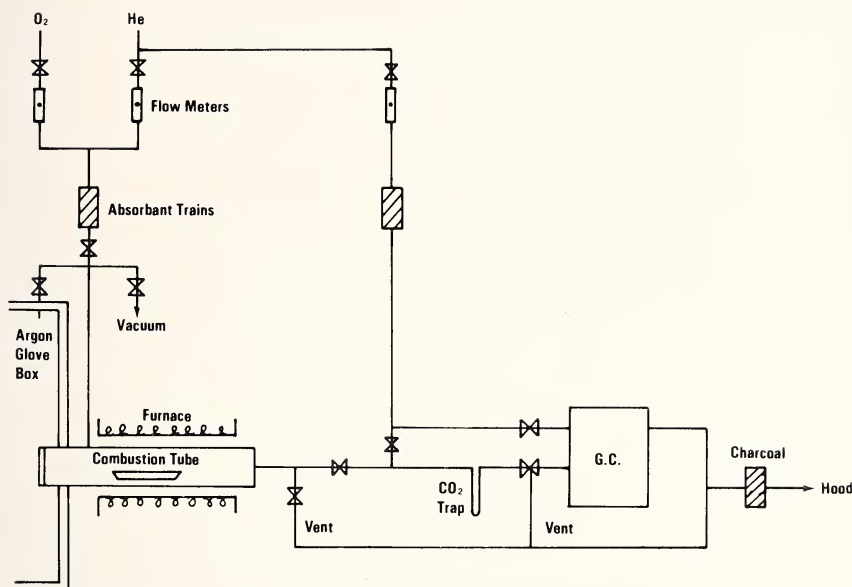 O₂
He
Flow Meters
Absorbant Trains
Vacuum
Argon
Glove
Box
Furnace
Combustion Tube
G.C.
Charcoal
CO₂
Trap
Hood
Vent
Vent